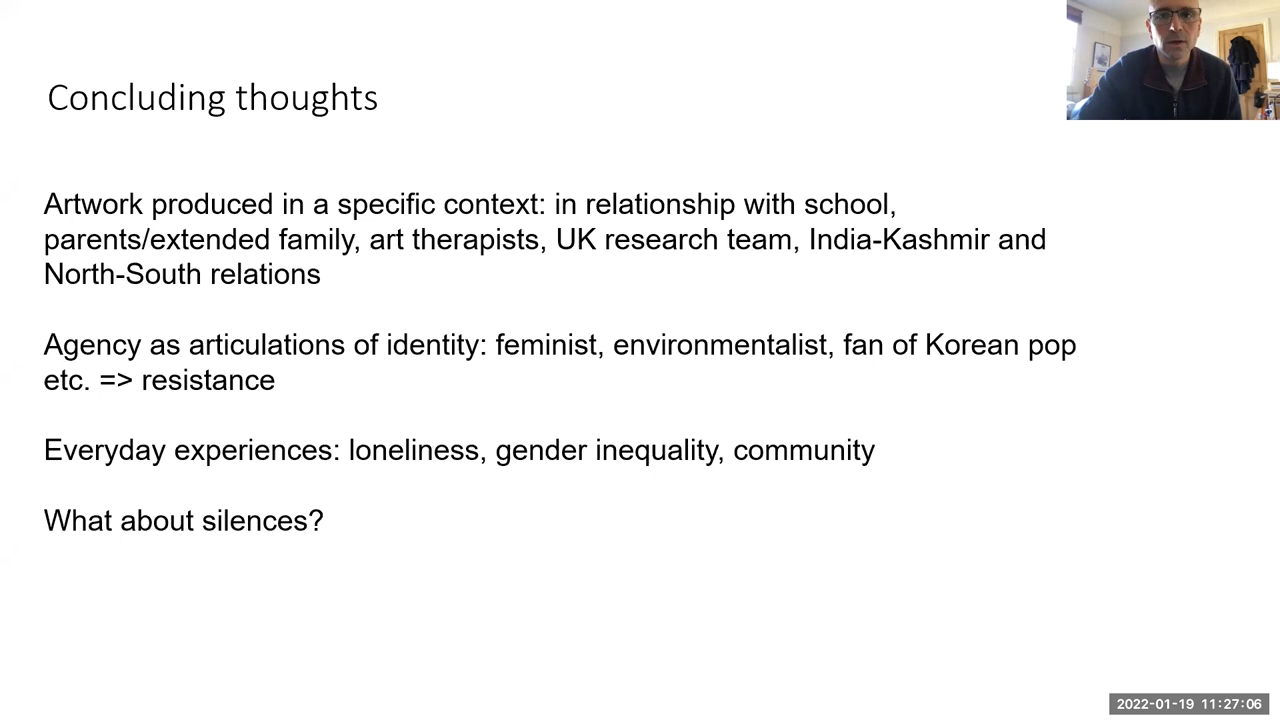 Concluding thoughts
Artwork produced in a specific context: in relationship with school,
parents/extended family, art therapists, UK research team, India-Kashmir and
North-South relations
Agency as articulations of identity: feminist, environmentalist, fan of Korean pop
etc. => resistance
Everyday experiences: loneliness, gender inequality, community
What about silences?
2022-01-19 11:27:06